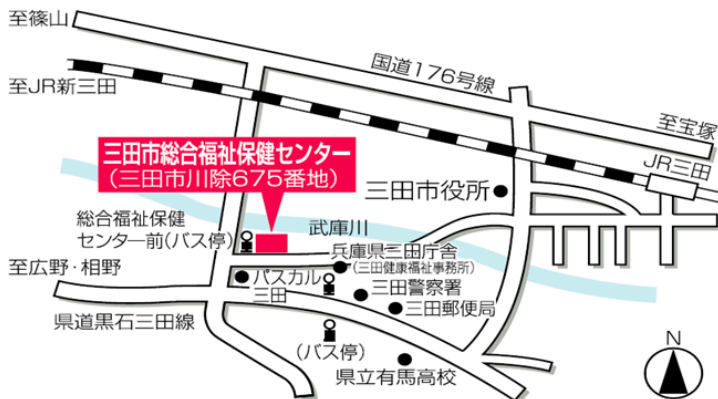 至篠山
国道176号線
至JR新三田
至宝塚
JR三田
三田市総合福祉保健センター
(三田市川除675番地)
三田市役所
総合福祉保健
センター前(バス停)
武庫川
兵庫県三田庁舎
(三田健康福祉事務所)
至広野・相野
パスカル
三田
三田警察署
三田郵便局
県道黒石三田線
(バス停)
県立有馬高校
N